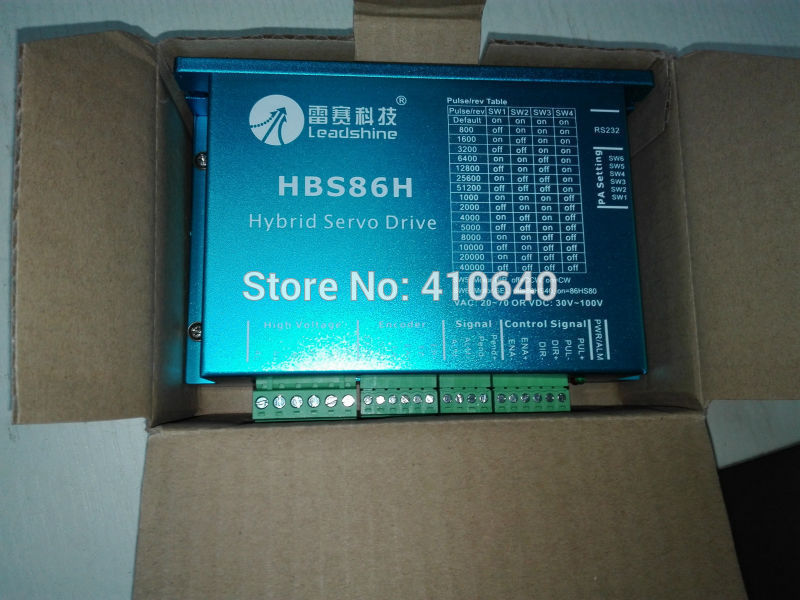 雷赛科技®
Leadshine
HBS86H
Hybrid Servo Drive
Pulse/rev Table
Pulse/rev SW1 SW2 SW3 SW4
Default on on on on
800 off on on on
1600 on off on on
3200 off off on on
6400 on on off on
12800 off on off on
25600 on off off on
51200 off off off on
1000 on on on off
2000 off on on off
4000 on off on off
5000 off off on off
8000 on on off off
10000 off on off off
20000 on off off off
40000 off off off off
=CW
on=86HS80
VAC: 20~70 OR VDC: 30V~100V
Store No: 410640
RS232
PA Setting
SW6
SW5
SW4
SW3
SW2
SW1
High Voltage
Encoder
Signal
Control Signal
PWR/ALM
Pend-
Pend+
ENA-
ENA+
DIR-
DIR+
PUL-
PUL+